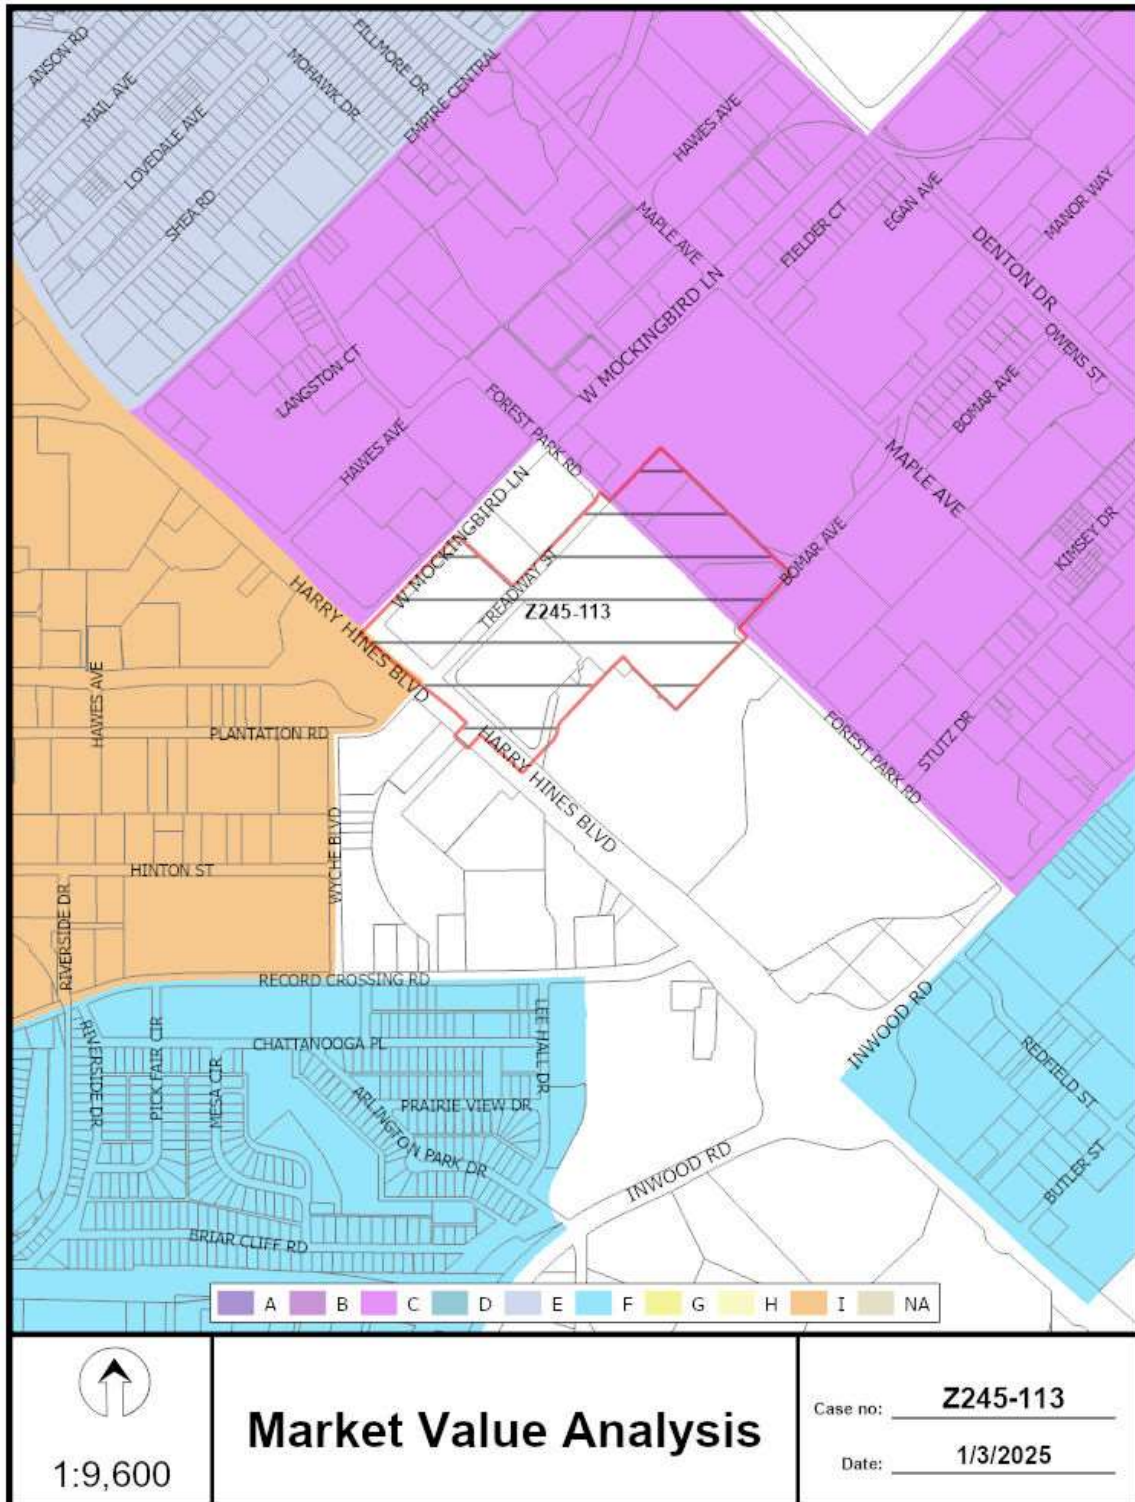 ANSON RD
MAIL AVE
LOVEDALE AVE
SHEA RD
MOHAWK DR
FILLMORE DR
EMPIRE CENTRAL
HAWES AVE
MAPLE AVE
FIELDER CT
EGAN AVE
MANOR WAY
DENTON DR
W MOCKINGBIRD LN
OWENS ST
BOMAR AVE
LANGSTON CT
FOREST PARK RD
HAWES AVE
MAPLE AVE
KIMSEY DR
W MOCKINGBIRD LN
BOMAR AVE
TREADWAY ST
Z245-113
HARRY HINES BLVD
HAWES AVE
PLANTATION RD
HARRY HINES BLVD
FOREST PARK RD
STUTZ DR
WYCHE BLVD
HINTON ST
RIVERSIDE DR
RECORD CROSSING RD
INWOOD RD
RIVERSIDE DR
PICK FAIR CIR
MESA CIR
CHATTANOOGA PL
LEE HALL DR
PRAIRIE VIEW DR
ARLINGTON PARK DR
REDFIELD ST
BUTLER ST
INWOOD RD
BRIAR CLIFF RD
A B C D E F G H I NA
1:9,600
Market Value Analysis
Case no: Z245-113
Date: 1/3/2025